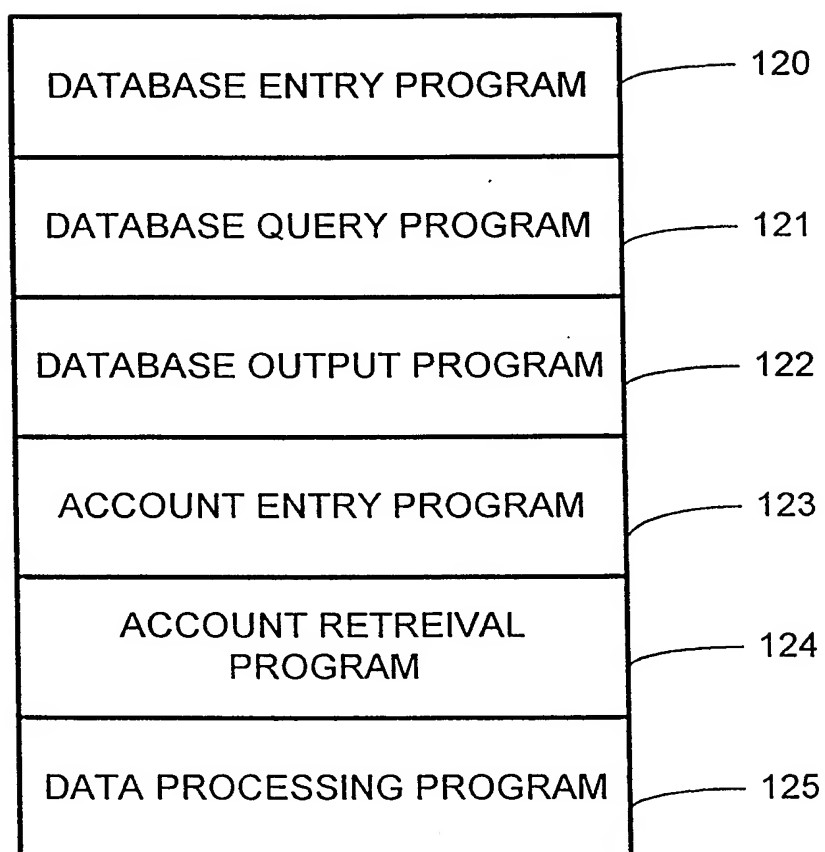 DATABASE ENTRY PROGRAM
120
DATABASE QUERY PROGRAM
121
DATABASE OUTPUT PROGRAM
122
ACCOUNT ENTRY PROGRAM
123
ACCOUNT RETREIVAL
PROGRAM
124
DATA PROCESSING PROGRAM
125